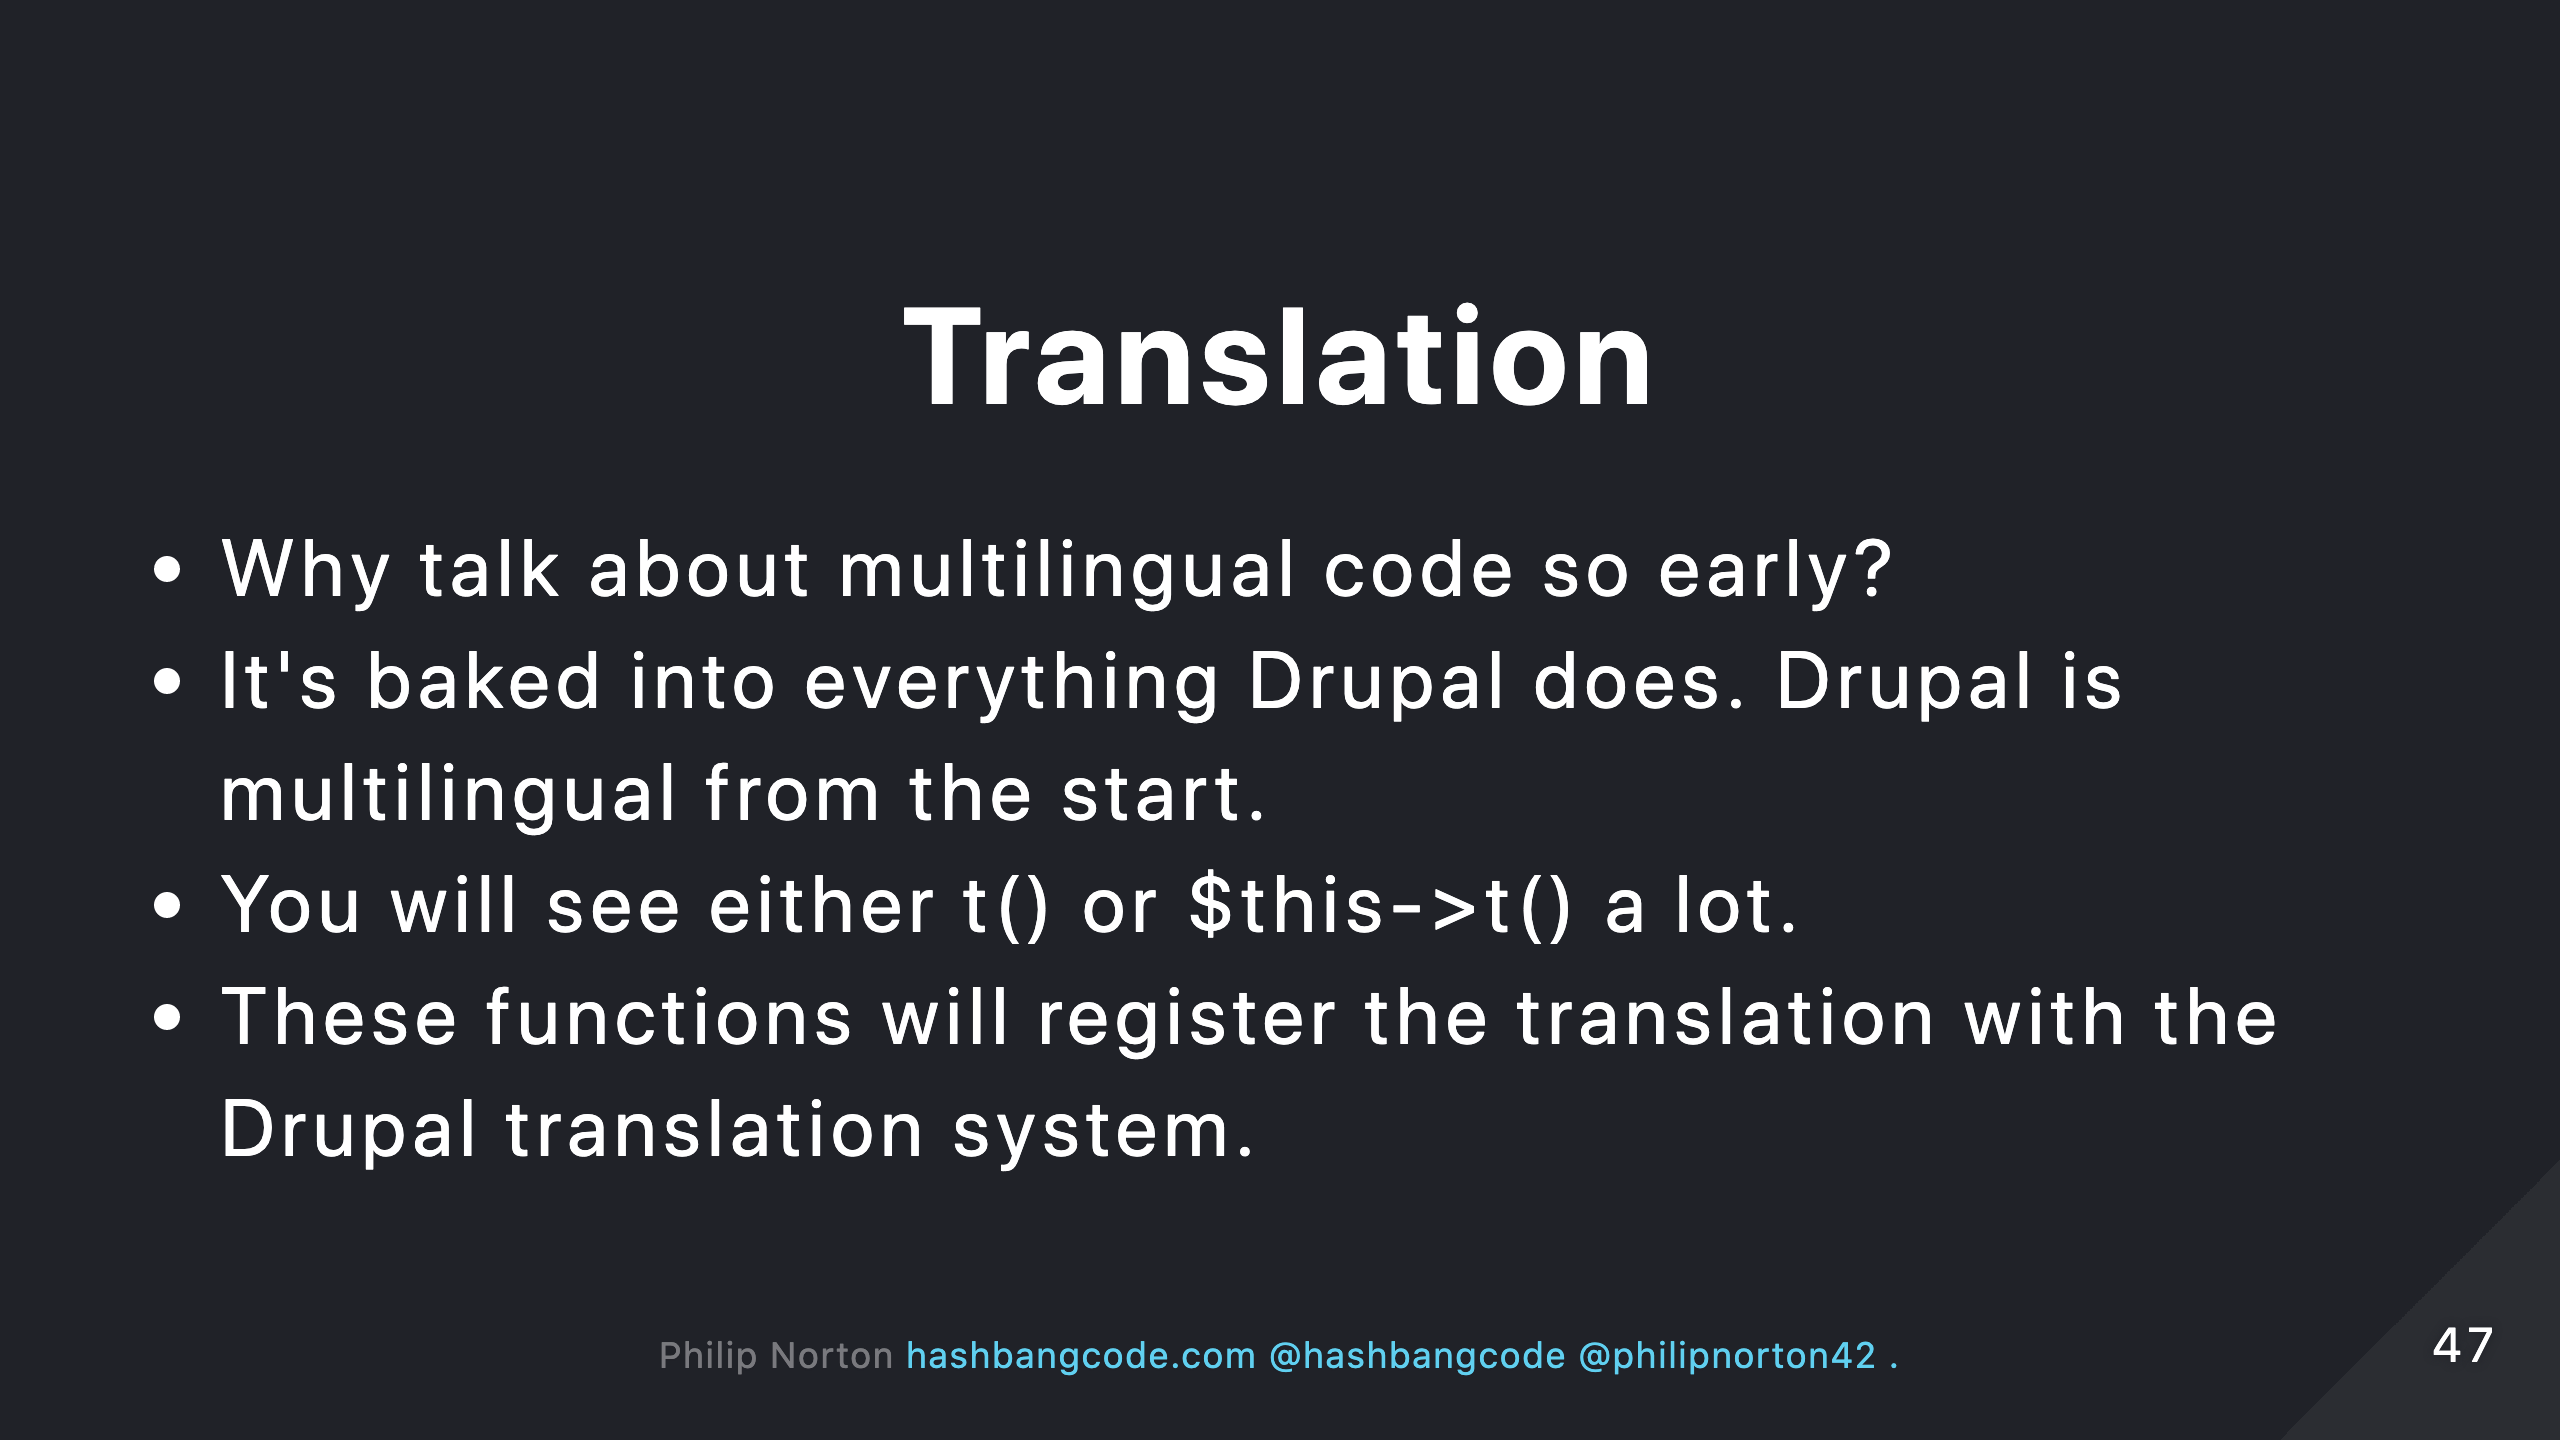 Translation
• Why talk about multilingual code so early?
• It's baked into everything Drupal does. Drupal is
multilingual from the start.
• You will see either t() or $this->t() a lot.
• These functions will register the translation with the
Drupal translation system.
Philip Norton hashbangcode.com @hashbangcode @philipnorton42 .
47